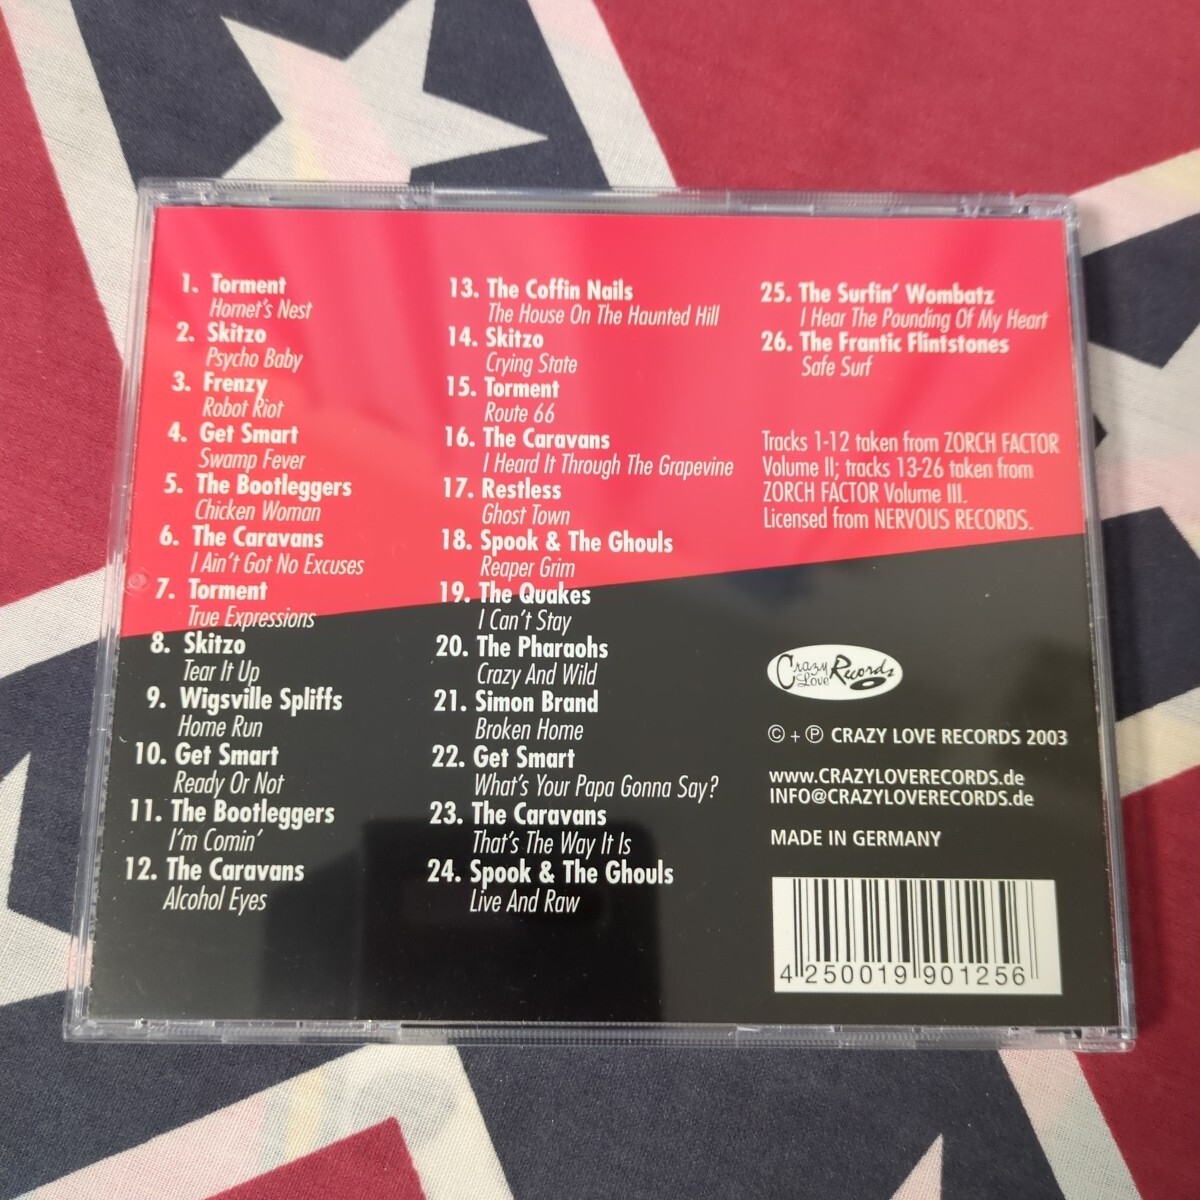 1. Torment
Hornet's Nest
2. Skitzo
Psycho Baby
3. Frenzy
Robot Riot
4. Get Smart
Swamp Fever
5. The Bootleggers
Chicken Woman
6. The Caravans
I Ain't Got No Excuses
7. Torment
True Expressions
8. Skitzo
Tear It Up
9. Wigsville Spliffs
Home Run
10. Get Smart
Ready Or Not
11. The Bootleggers
I'm Comin'
12. The Caravans
Alcohol Eyes
13. The Coffin Nails
The House On The Haunted Hill
14. Skitzo
Crying State
15. Torment
Route 66
16. The Caravans
I Heard It Through The Grapevine
17. Restless
Ghost Town
18. Spook & The Ghouls
Reaper Grim
19. The Quakes
I Can't Stay
20. The Pharaohs
Crazy And Wild
21. Simon Brand
Broken Home
22. Get Smart
What's Your Papa Gonna Say?
23. The Caravans
That's The Way It Is
24. Spook & The Ghouls
Live And Raw
25. The Surfin' Wombatz
I Hear The Pounding Of My Heart
26. The Frantic Flintstones
Safe Surf
Tracks 1-12 taken from ZORCH FACTOR
Volume II; tracks 13-26 taken from
ZORCH FACTOR Volume III.
Licensed from NERVOUS RECORDS.
Crazy Love Records
© + ℗ CRAZY LOVE RECORDS 2003
www.CRAZYLOVERECORDS.de
INFO@CRAZYLOVERECORDS.de
MADE IN GERMANY
4 250019 901256